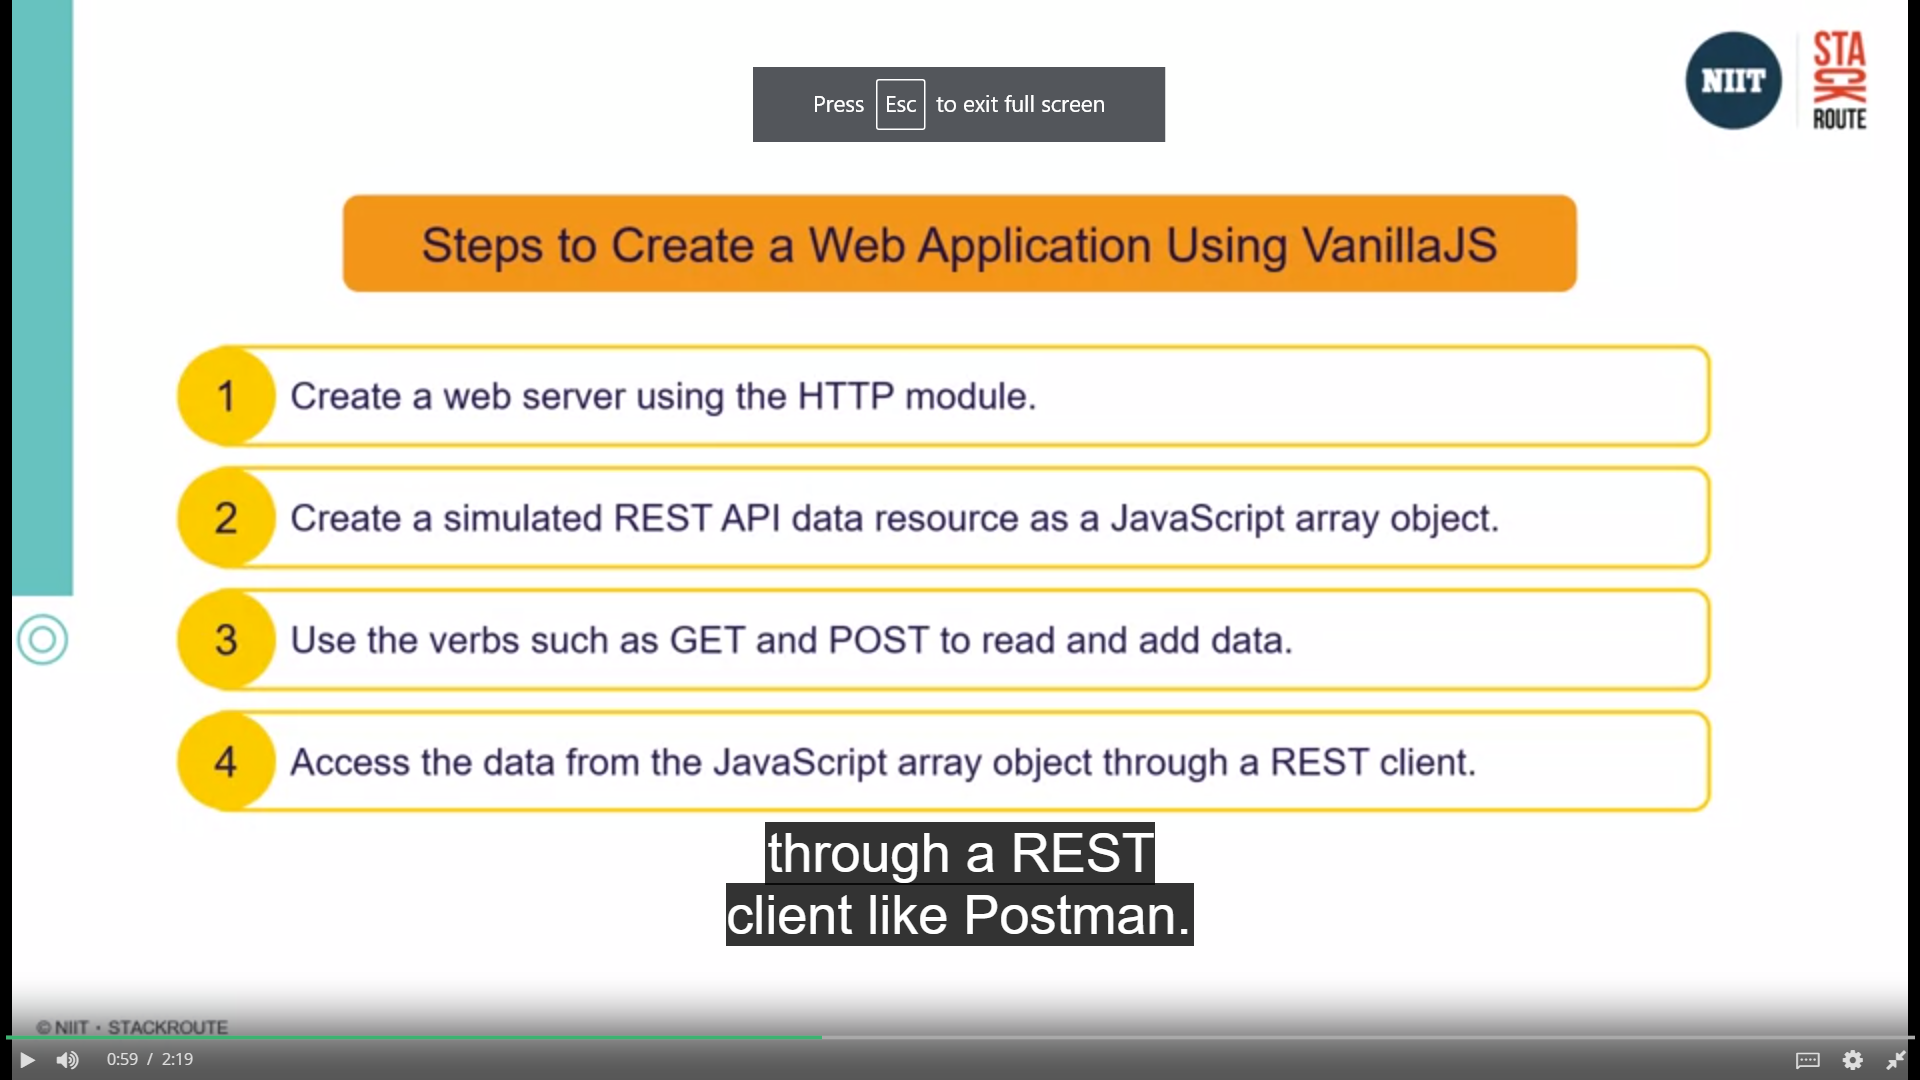 NIIT
STA
CK
ROUTE
Press Esc to exit full screen
Steps to Create a Web Application Using VanillaJS
1 Create a web server using the HTTP module.
2 Create a simulated REST API data resource as a JavaScript array object.
3 Use the verbs such as GET and POST to read and add data.
4 Access the data from the JavaScript array object through a REST client.
through a REST
client like Postman.
© NIIT • STACKROUTE
0:59 / 2:19